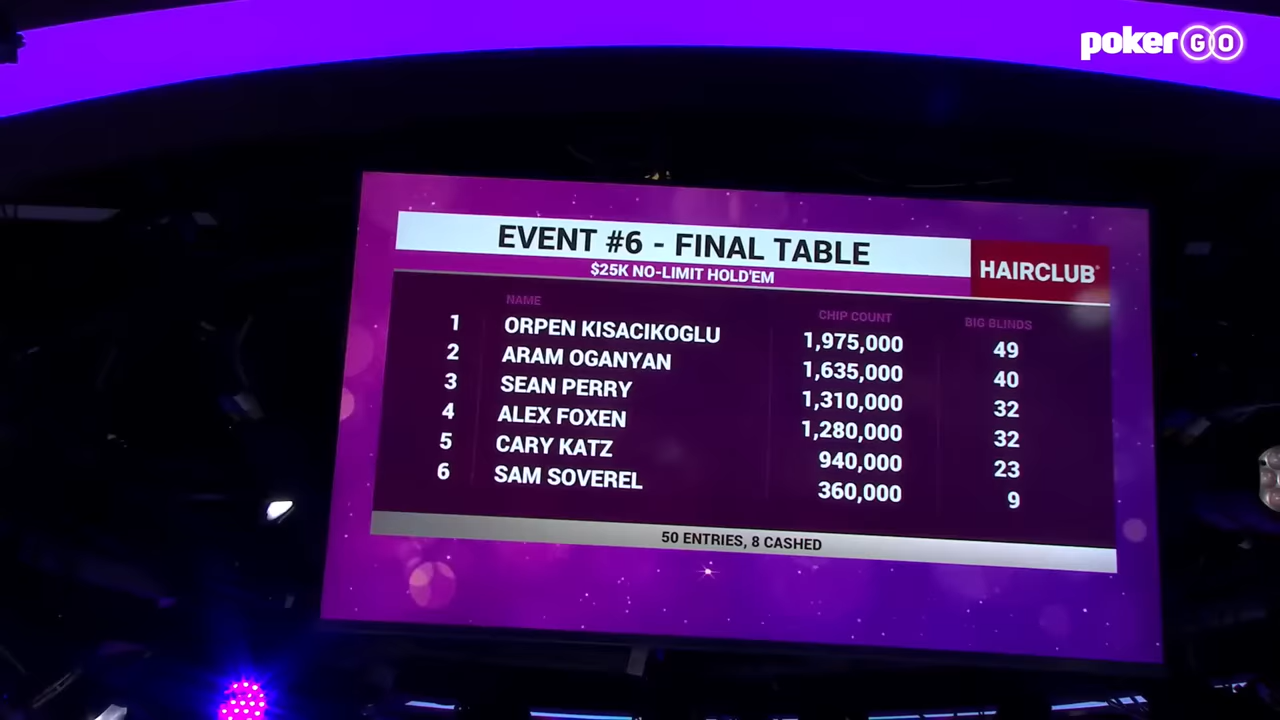 poker GO
EVENT #6 - FINAL TABLE
HAIRCLUB®
$25K NO-LIMIT HOLD'EM
NAME CHIP COUNT BIG BLINDS
1 ORPEN KISACIKOGLU 1,975,000 49
2 ARAM OGANYAN 1,635,000 40
3 SEAN PERRY 1,310,000 32
4 ALEX FOXEN 1,280,000 32
5 CARY KATZ 940,000 23
6 SAM SOVEREL 360,000 9
50 ENTRIES, 8 CASHED